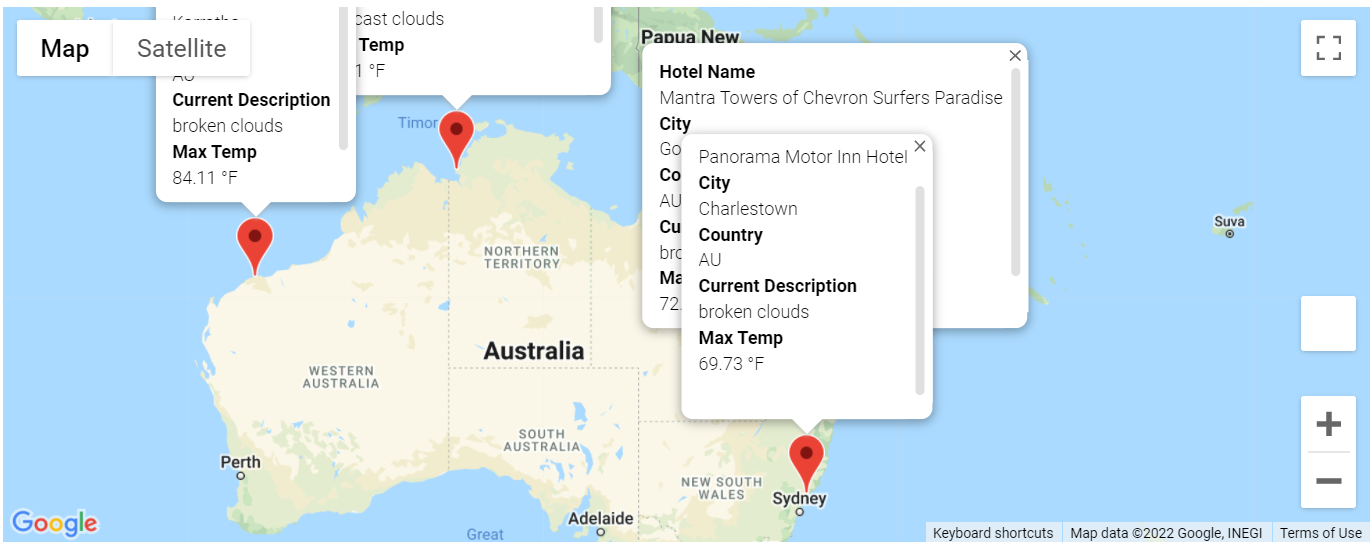 Map
Satellite
AU
Current Description
broken clouds
Max Temp
84.11 °F
cast clouds
Temp
1 °F
Papua New
Hotel Name
Mantra Towers of Chevron Surfers Paradise
City
Go
Co
AU
Cu
bro
Ma
72.
Panorama Motor Inn Hotel
City
Charlestown
Country
AU
Current Description
broken clouds
Max Temp
69.73 °F
Timor
NORTHERN
TERRITORY
Suva
Australia
WESTERN
AUSTRALIA
SOUTH
AUSTRALIA
Perth
NEW SOUTH
WALES
Sydney
Adelaide
Great
Google
Keyboard shortcuts
Map data ©2022 Google, INEGI
Terms of Use